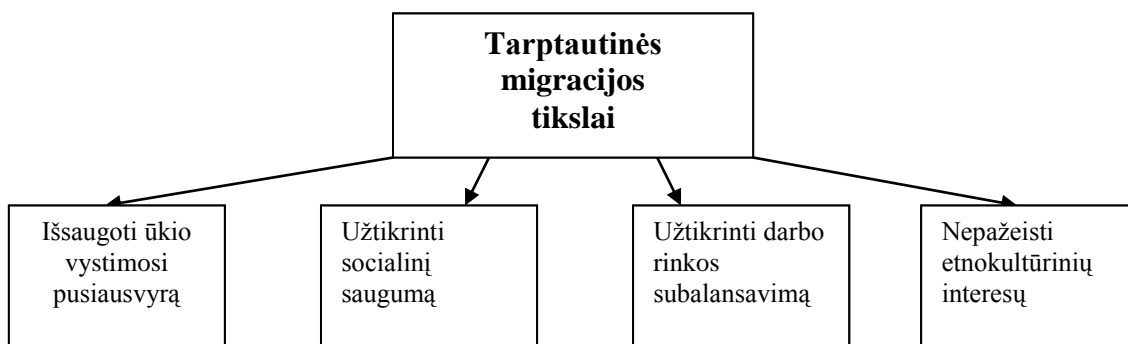 Tarptautinės
migracijos
tikslai
Išsaugoti ūkio
vystimosi
pusiausvyrą
Užtikrinti
socialinį
saugumą
Užtikrinti darbo
rinkos
subalansavimą
Nepažeisti
etnokultūrinių
interesų